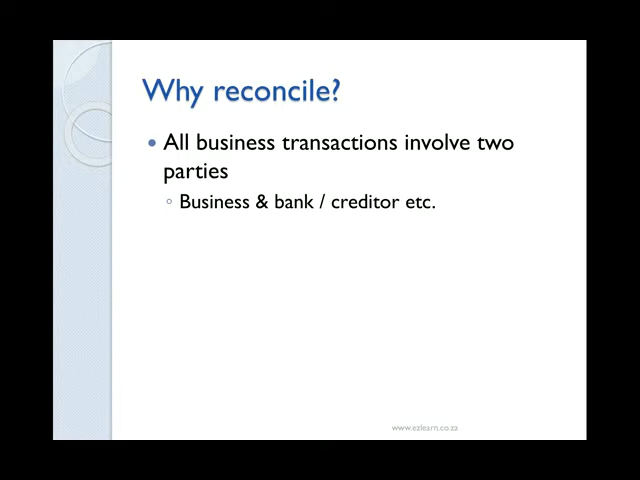 Why reconcile?
• All business transactions involve two
parties
◦ Business & bank / creditor etc.
www.ezlearn.co.za